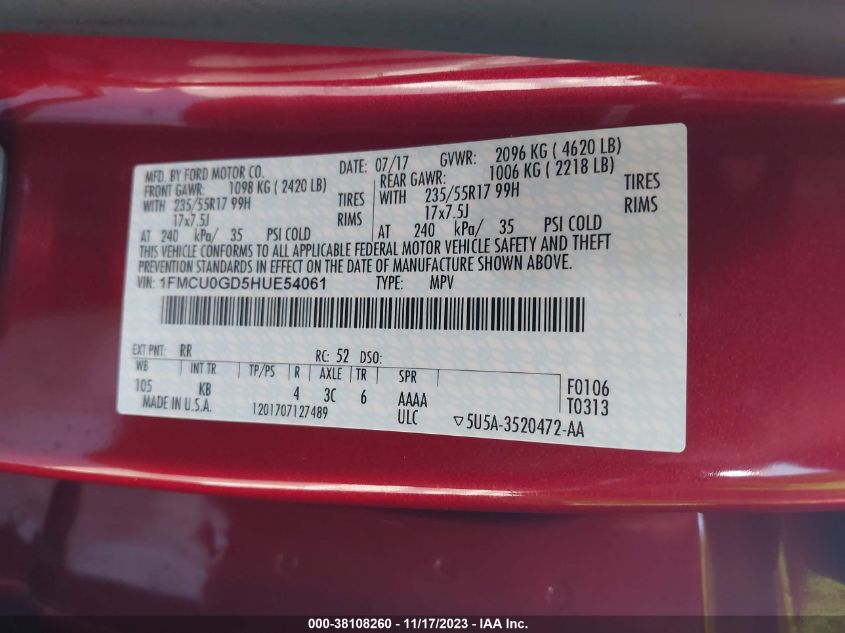 MFD. BY FORD MOTOR CO. DATE: 07/17 GVWR: 2096 KG ( 4620 LB)
FRONT GAWR: 1098 KG ( 2420 LB) REAR GAWR: 1006 KG ( 2218 LB)
WITH 235/55R17 99H TIRES WITH 235/55R17 99H TIRES
17x7.5J RIMS 17x7.5J RIMS
AT 240 kPa/ 35 PSI COLD AT 240 kPa/ 35 PSI COLD
THIS VEHICLE CONFORMS TO ALL APPLICABLE FEDERAL MOTOR VEHICLE SAFETY AND THEFT
PREVENTION STANDARDS IN EFFECT ON THE DATE OF MANUFACTURE SHOWN ABOVE.
VIN: 1FMCU0GD5HUE54061 TYPE: MPV
EXT PNT: RR RC: 52 DSO:
WB INT TR TP/PS R AXLE TR SPR
105 KB 4 3C 6 AAAA F0106
MADE IN U.S.A. 1201707127489 ULC T0313
▽5U5A-3520472-AA
000-38108260 - 11/17/2023 - IAA Inc.